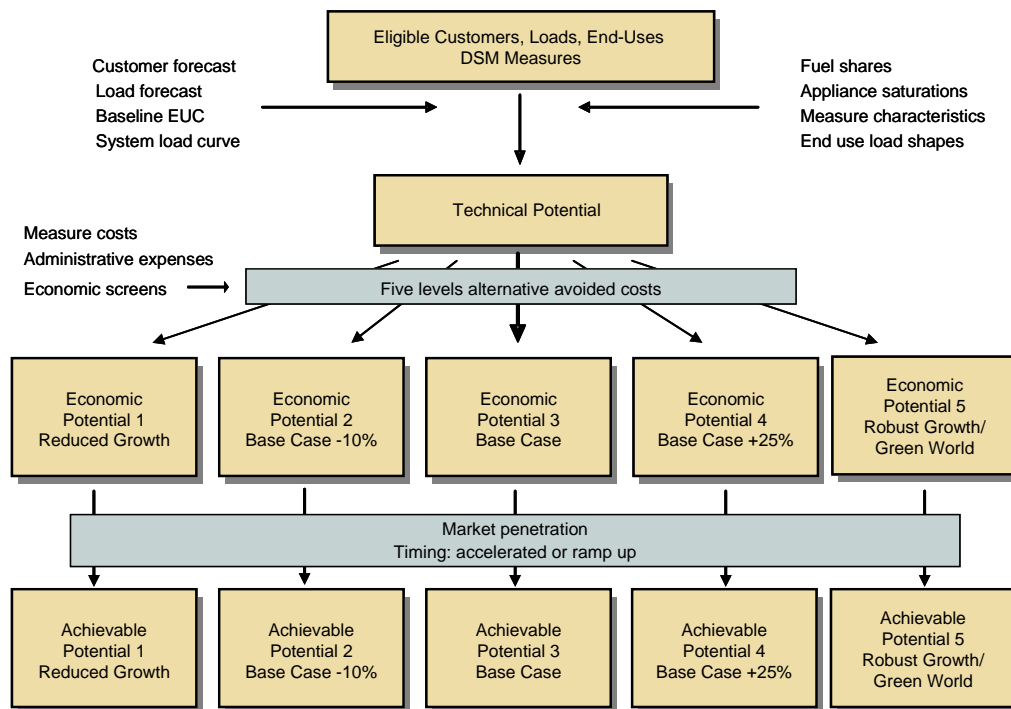 Eligible Customers, Loads, End-Uses
DSM Measures
Customer forecast
Load forecast
Baseline EUC
System load curve
Fuel shares
Appliance saturations
Measure characteristics
End use load shapes
Technical Potential
Measure costs
Administrative expenses
Economic screens
Five levels alternative avoided costs
Economic
Potential 1
Reduced Growth
Economic
Potential 2
Base Case -10%
Economic
Potential 3
Base Case
Economic
Potential 4
Base Case +25%
Economic
Potential 5
Robust Growth/
Green World
Market penetration
Timing: accelerated or ramp up
Achievable
Potential 1
Reduced Growth
Achievable
Potential 2
Base Case -10%
Achievable
Potential 3
Base Case
Achievable
Potential 4
Base Case +25%
Achievable
Potential 5
Robust Growth/
Green World